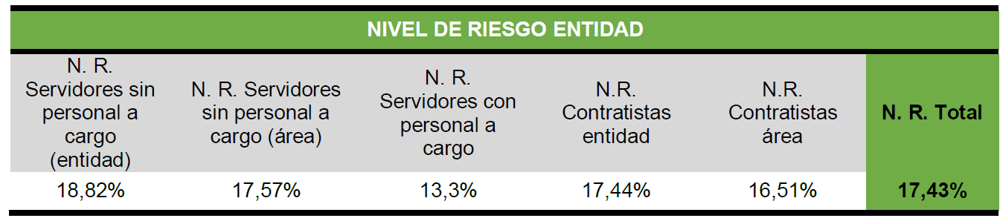 NIVEL DE RIESGO ENTIDAD
N. R.
Servidores sin
personal a
cargo
(entidad)
N. R. Servidores
sin personal a
cargo (área)
N. R.
Servidores con
personal a
cargo
N.R.
Contratistas
entidad
N.R.
Contratistas
área
N. R. Total
18,82%
17,57%
13,3%
17,44%
16,51%
17,43%